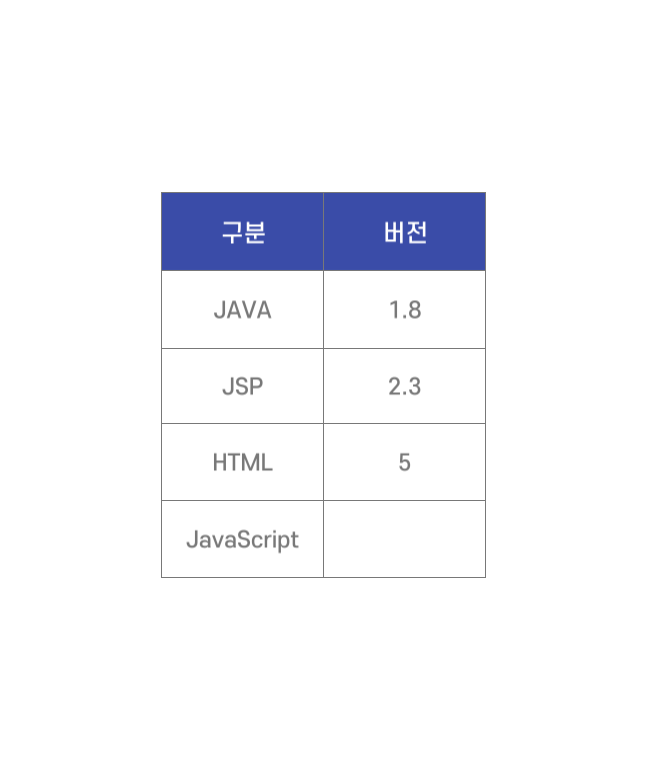 구분 버전
JAVA 1.8
JSP 2.3
HTML 5
JavaScript